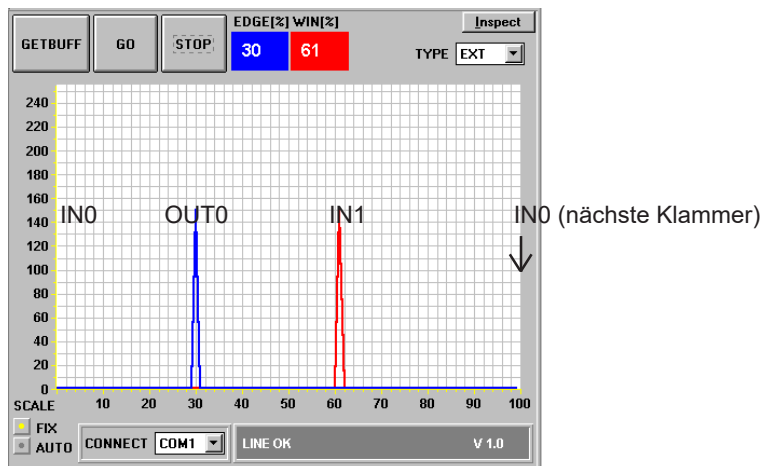 EDGE[%] WIN[%] Inspect
GETBUFF GO STOP 30 61 TYPE EXT
240
220
200
180
160
IN0 OUT0 IN1 IN0 (nächste Klammer)
140
120
100
80
60
40
20
0
SCALE 10 20 30 40 50 60 70 80 90 100
FIX
AUTO CONNECT COM1 LINE OK V 1.0